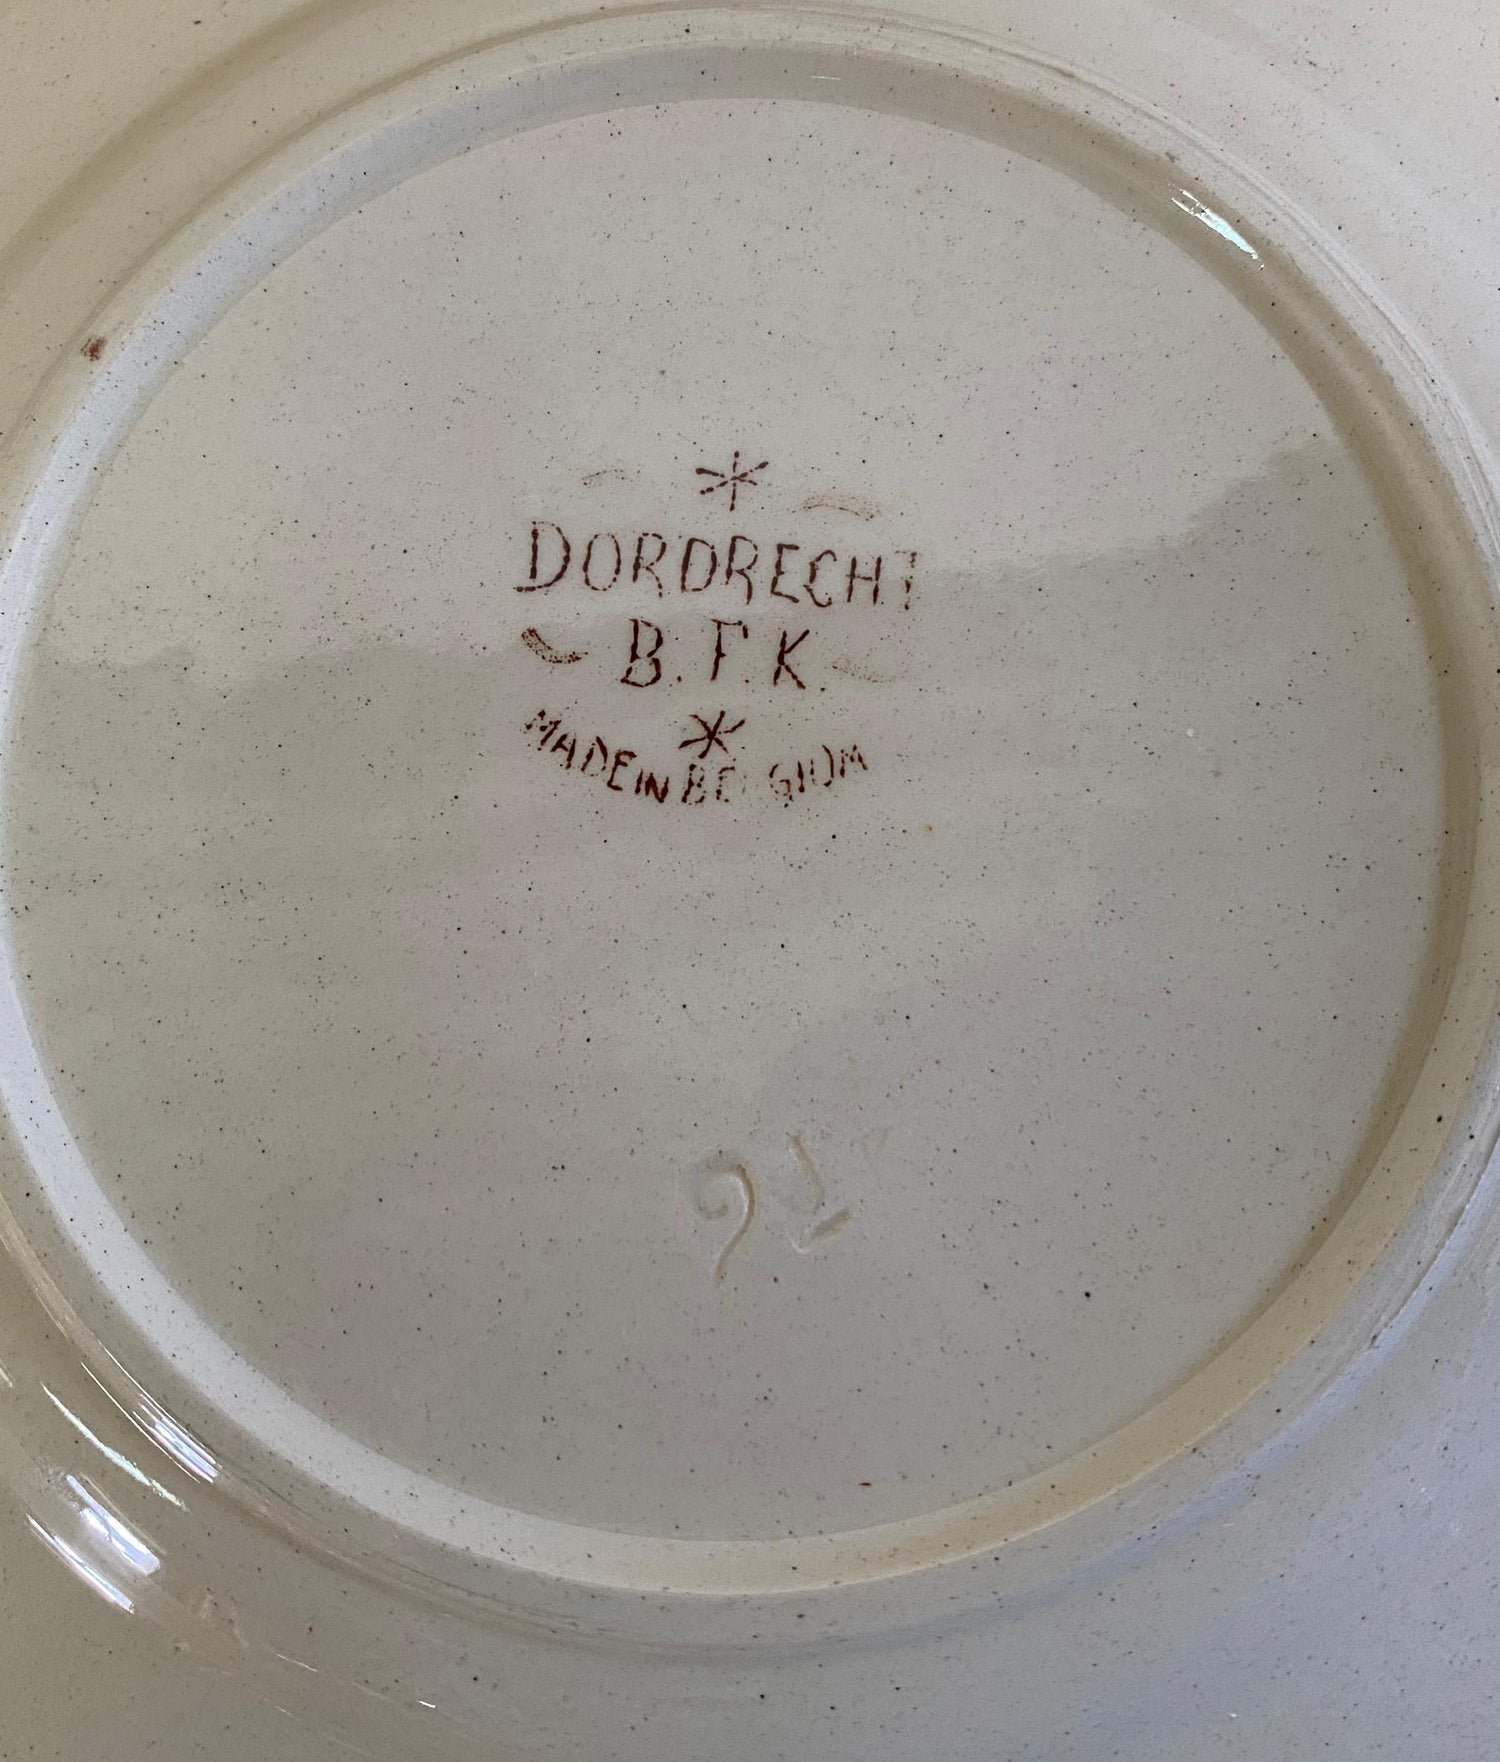 DORDRECHT
B.F.K.
MADE IN BELGIUM